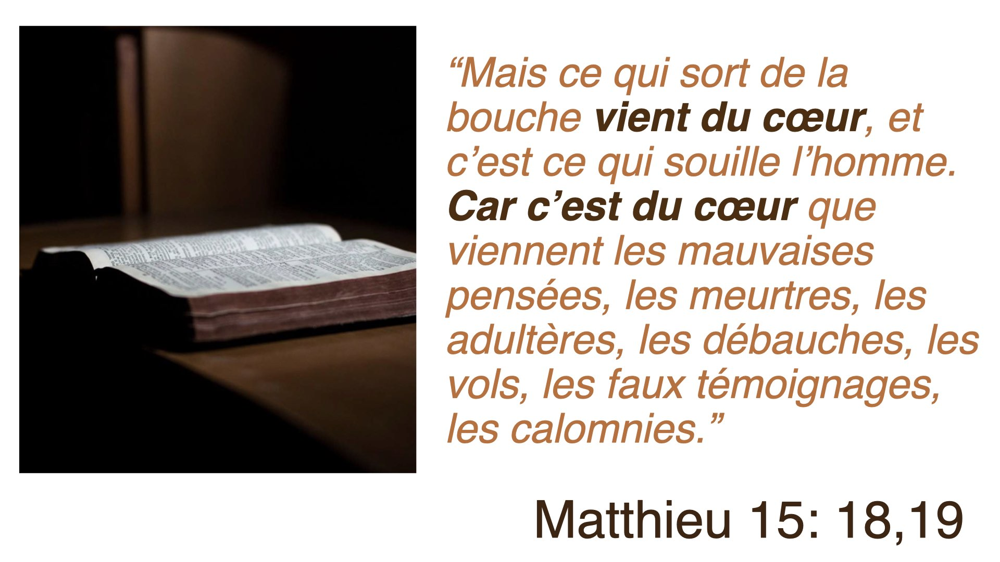 “Mais ce qui sort de la
bouche vient du cœur, et
c’est ce qui souille l’homme.
Car c’est du cœur que
viennent les mauvaises
pensées, les meurtres, les
adultères, les débauches, les
vols, les faux témoignages,
les calomnies.”
Matthieu 15: 18,19